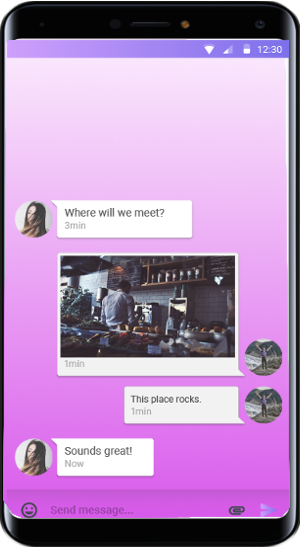 12:30
Where will we meet?
3min
1min
This place rocks.
1min
Sounds great!
Now
Send message...